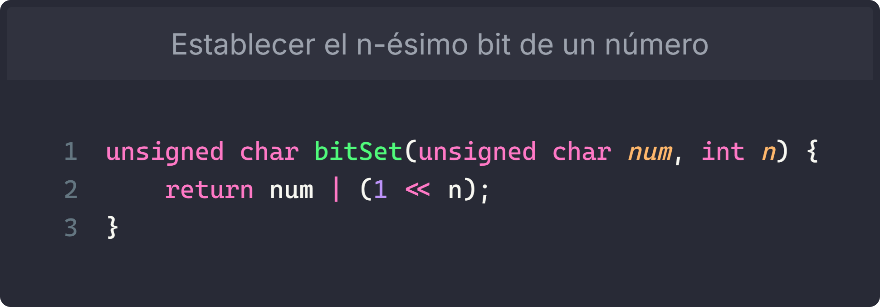 Establecer el n-ésimo bit de un número
1 unsigned char bitSet(unsigned char num, int n) {
2     return num | (1 << n);
3 }